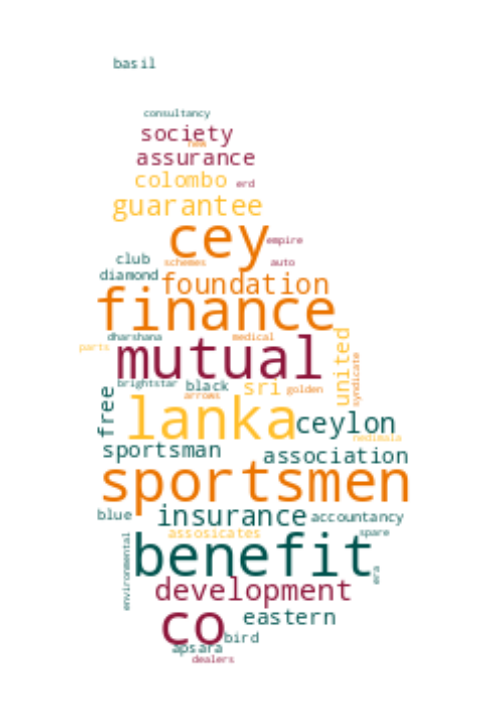 basil
consultancy
society
new
assurance
colombo erd
guarantee
cey
empire
club schemes auto
diamond foundation
finance
dharshana medical
parts mutual united
syndicate
brightstar black sri golden
arrows
free lanka ceylon
nedimala
sportsman association
sportsmen
blue insurance accountancy
assosicates spare
environmental benefit era
development
co eastern
bird
apsara
dealers